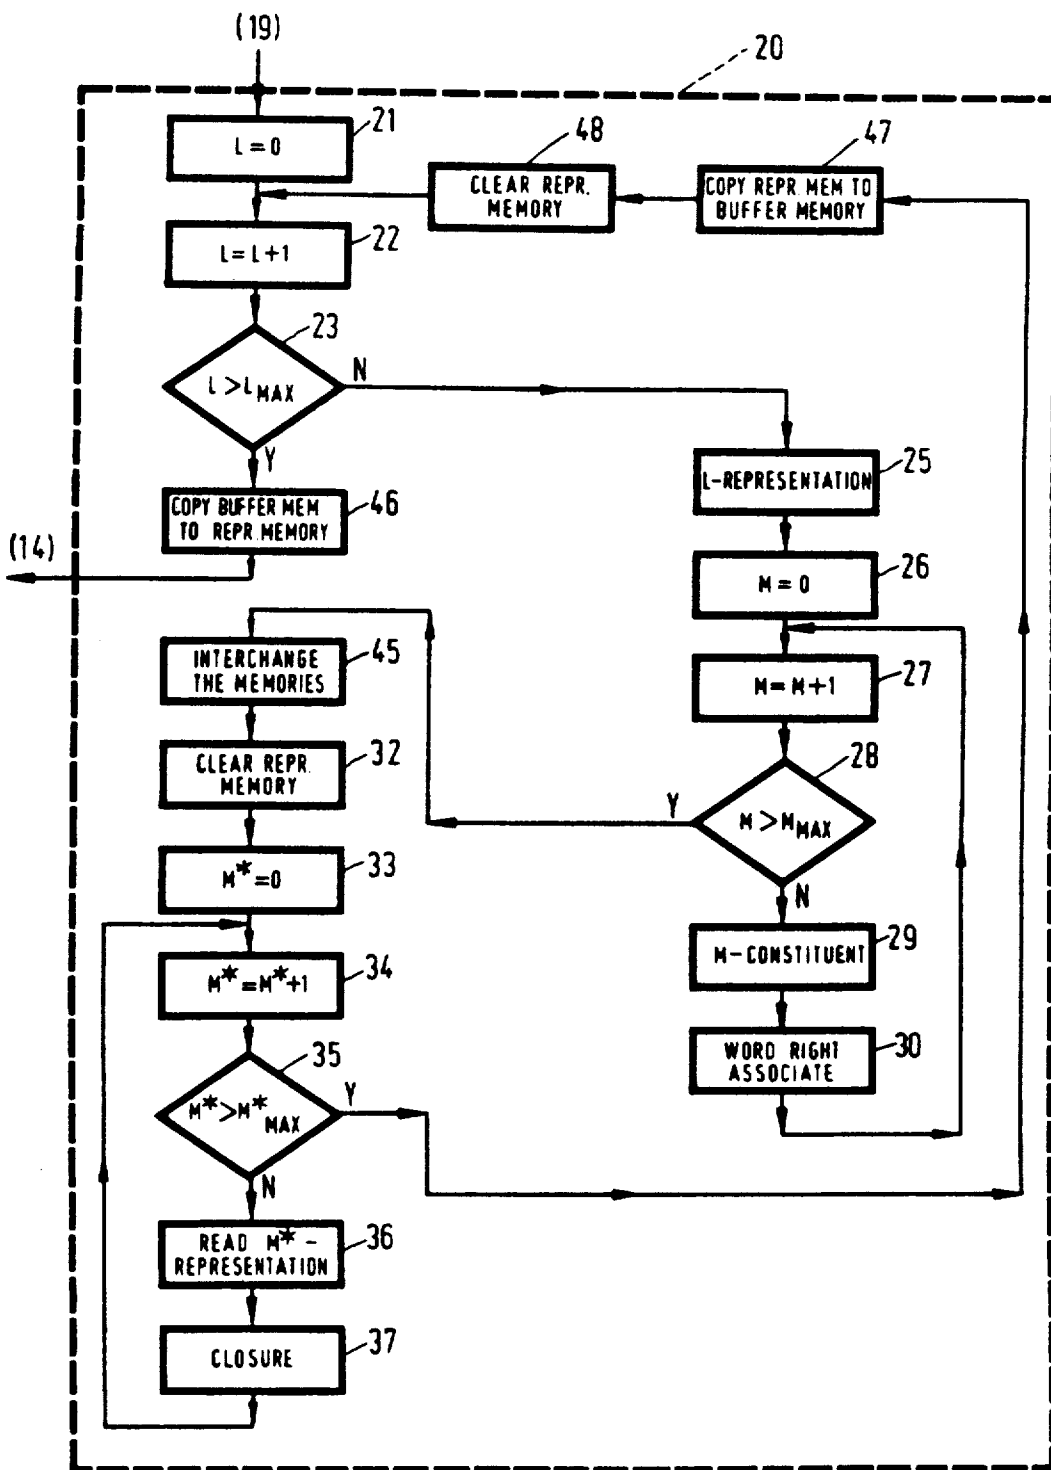 (19)
20
21
L=0
48
CLEAR REPR.
MEMORY
47
COPY REPR. MEM TO
BUFFER MEMORY
22
L=L+1
23
L>LMAX
N
Y
25
L-REPRESENTATION
46
COPY BUFFER MEM
TO REPR. MEMORY
(14)
26
M=0
45
INTERCHANGE
THE MEMORIES
27
M=M+1
32
CLEAR REPR.
MEMORY
28
M>MMAX
Y
N
33
M*=0
29
M-CONSTITUENT
34
M*=M*+1
30
WORD RIGHT
ASSOCIATE
35
M*>M*MAX
Y
N
36
READ M*-
REPRESENTATION
37
CLOSURE